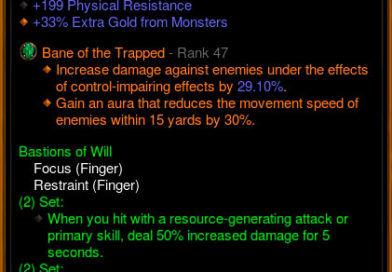 +199 Physical Resistance
+33% Extra Gold from Monsters
Bane of the Trapped - Rank 47
Increase damage against enemies under the effects
of control-impairing effects by 29.10%.
Gain an aura that reduces the movement speed of
enemies within 15 yards by 30%.
Bastions of Will
Focus (Finger)
Restraint (Finger)
(2) Set:
When you hit with a resource-generating attack or
primary skill, deal 50% increased damage for 5
seconds.
(2) Set: